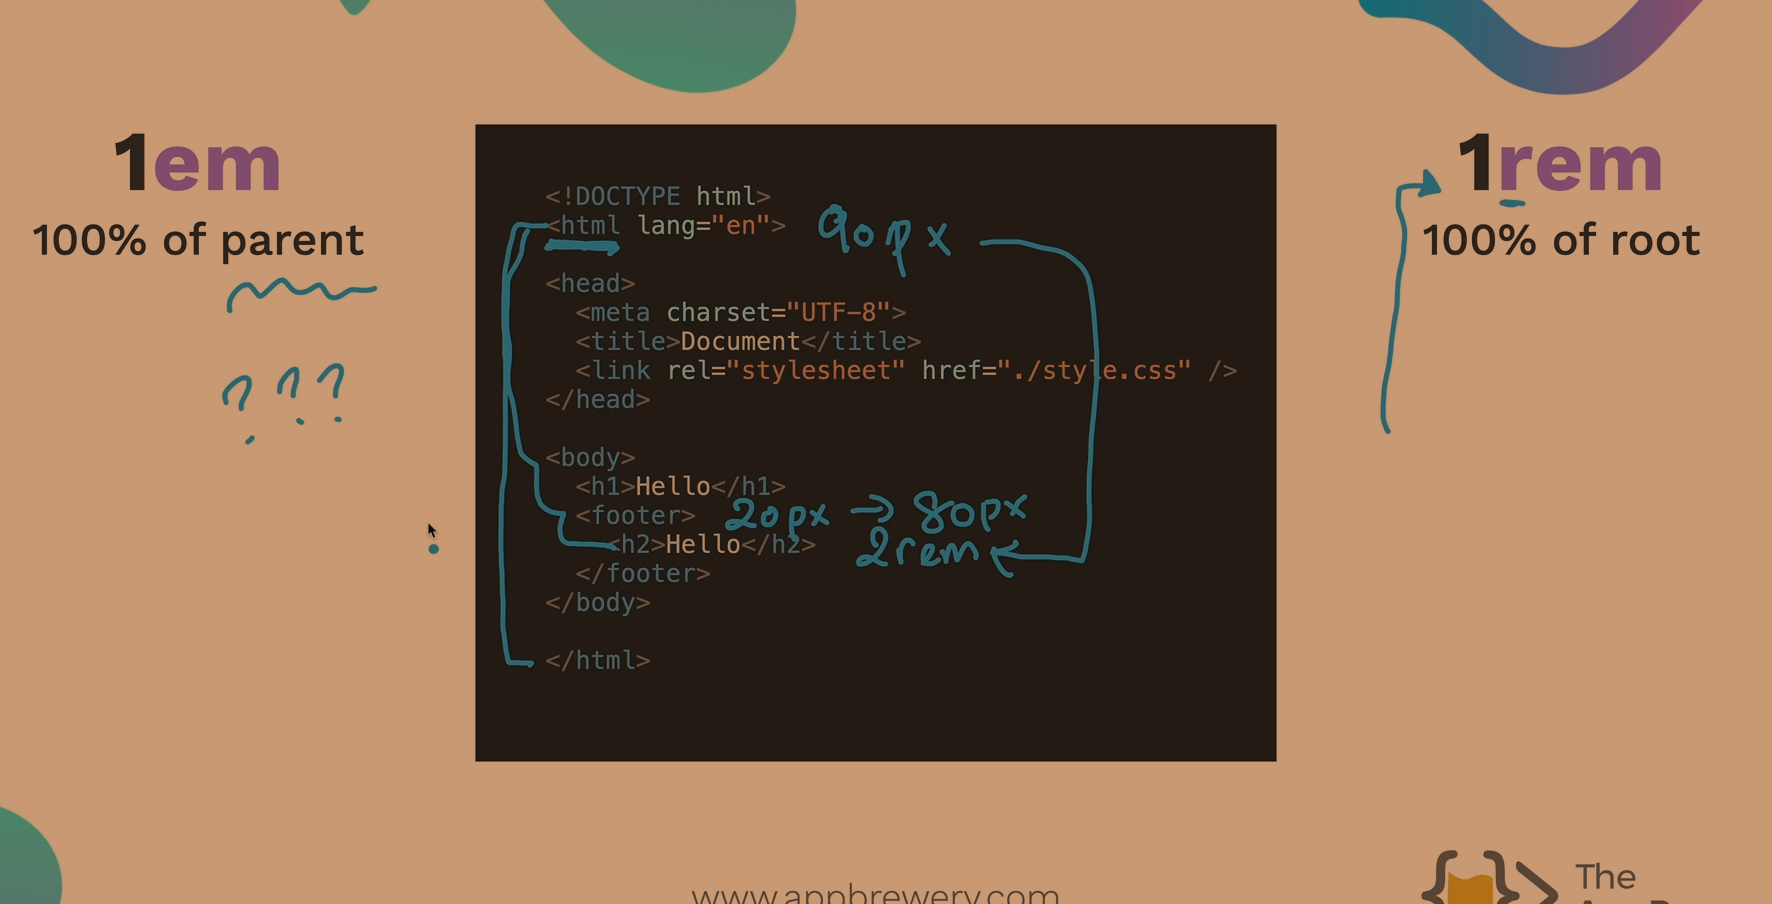 1em
100% of parent
???
<!DOCTYPE html>
<html lang="en"> 90px
<head>
<meta charset="UTF-8">
<title>Document</title>
<link rel="stylesheet" href="./style.css" />
</head>
<body>
<h1>Hello</h1>
<footer> 20px → 80px
<h2>Hello</h2> 2rem
</footer>
</body>
</html>
1rem
100% of root
www.appbrewery.com
The